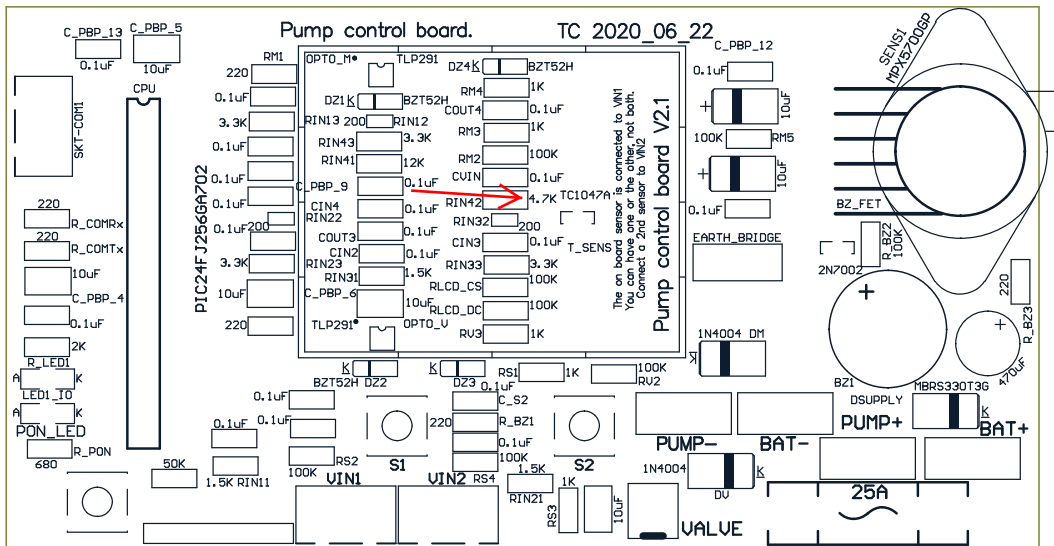 Pump control board.
TC 2020_06_22
C_PBP_13
C_PBP_5
0.1uF
10uF
CPU
SKT-COM1
RM1
220
0.1uF
3.3K
0.1uF
0.1uF
0.1uF
200
0.1uF
3.3K
10uF
220
PIC24FJ256GA702
OPTO_M
TLP291
DZ1 K
BZT52H
RIN13
200
RIN12
RIN43
3.3K
RIN41
12K
C_PBP_9
0.1uF
CIN4
0.1uF
RIN22
COUT3
0.1uF
CIN2
0.1uF
RIN23
RIN31
1.5K
C_PBP_6
10uF
TLP291
OPTO_V
DZ4 K
BZT52H
RM4
1K
COUT4
0.1uF
RM3
1K
RM2
100K
CVIN
0.1uF
RIN42
4.7K
RIN32
200
CIN3
0.1uF
RIN33
3.3K
RLCD_CS
100K
RLCD_DC
100K
RV3
1K
TC1047A
T_SENS
The on board sensor is connected to VIN1
You can have one or the other, not both.
Connect a 2nd sensor to VIN2
Pump control board V2.1
C_PBP_12
0.1uF
+
10uF
100K
RM5
+
10uF
0.1uF
EARTH_BRIDGE
SENS1
MPX5700GP
BZ_FET
2N7002
R_BZ2
100K
220
R_BZ3
+
BZ1
+
470uF
220
R_COMRx
220
R_COMTx
10uF
C_PBP_4
0.1uF
2K
R_LED1
A
K
LED1_IO
A
K
PON_LED
680
R_PON
K
BZT52H DZ2
K
DZ3
0.1uF
RS1
1K
100K
RV2
1N4004 DM
K
0.1uF
0.1uF
0.1uF
C_S2
220
R_BZ1
0.1uF
100K
RS4
100K
RS2
50K
1.5K RIN11
S1
S2
VIN1
VIN2
1.5K
RIN21
1K
RS3
10uF
PUMP-
BAT-
DSUPPLY
MBRS330T3G
K
PUMP+
BAT+
1N4004
K
DV
VALVE
25A